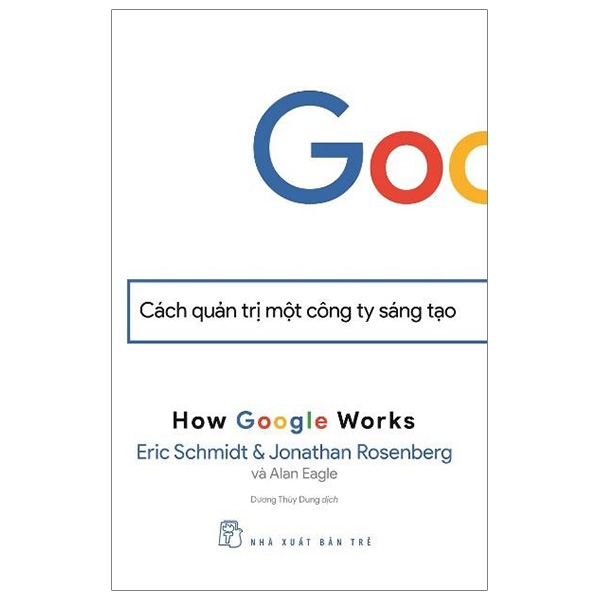 Goo
Cách quản trị một công ty sáng tạo
How Google Works
Eric Schmidt & Jonathan Rosenberg
và Alan Eagle
Dương Thùy Dung dịch
NHÀ XUẤT BẢN TRẺ